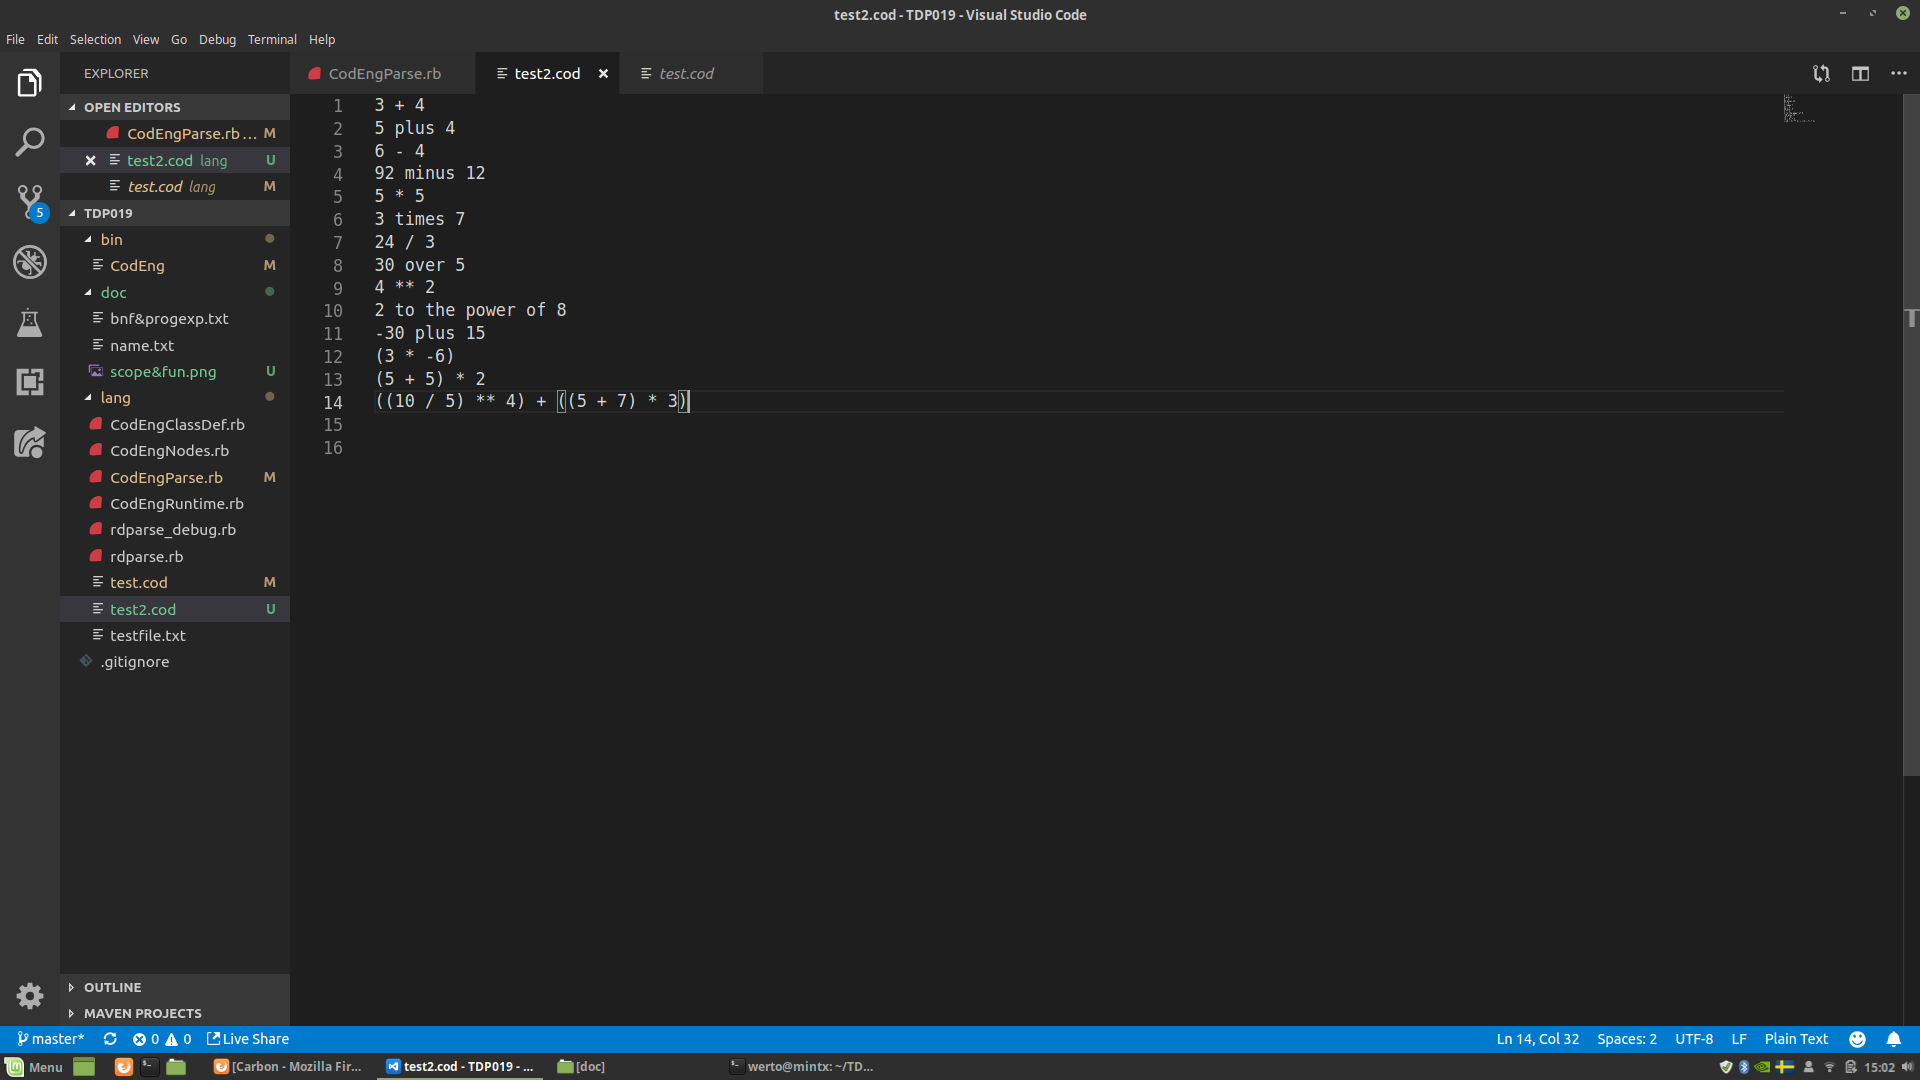 test2.cod - TDP019 - Visual Studio Code
File Edit Selection View Go Debug Terminal Help
EXPLORER
OPEN EDITORS
CodEngParse.rb... M
test2.cod lang U
test.cod lang M
TDP019
bin
CodEng M
doc
bnf&progexp.txt
name.txt
scope&fun.png U
lang
CodEngClassDef.rb
CodEngNodes.rb
CodEngParse.rb M
CodEngRuntime.rb
rdparse_debug.rb
rdparse.rb
test.cod M
test2.cod U
testfile.txt
.gitignore
OUTLINE
MAVEN PROJECTS
5
CodEngParse.rb test2.cod test.cod
1 3 + 4
2 5 plus 4
3 6 - 4
4 92 minus 12
5 5 * 5
6 3 times 7
7 24 / 3
8 30 over 5
9 4 ** 2
10 2 to the power of 8
11 -30 plus 15
12 (3 * -6)
13 (5 + 5) * 2
14 ((10 / 5) ** 4) + ((5 + 7) * 3)
15
16
master* 0 0 Live Share Ln 14, Col 32 Spaces: 2 UTF-8 LF Plain Text
Menu [Carbon - Mozilla Fir... test2.cod - TDP019 - ... [doc] werto@mintx: ~/TD... 15:02